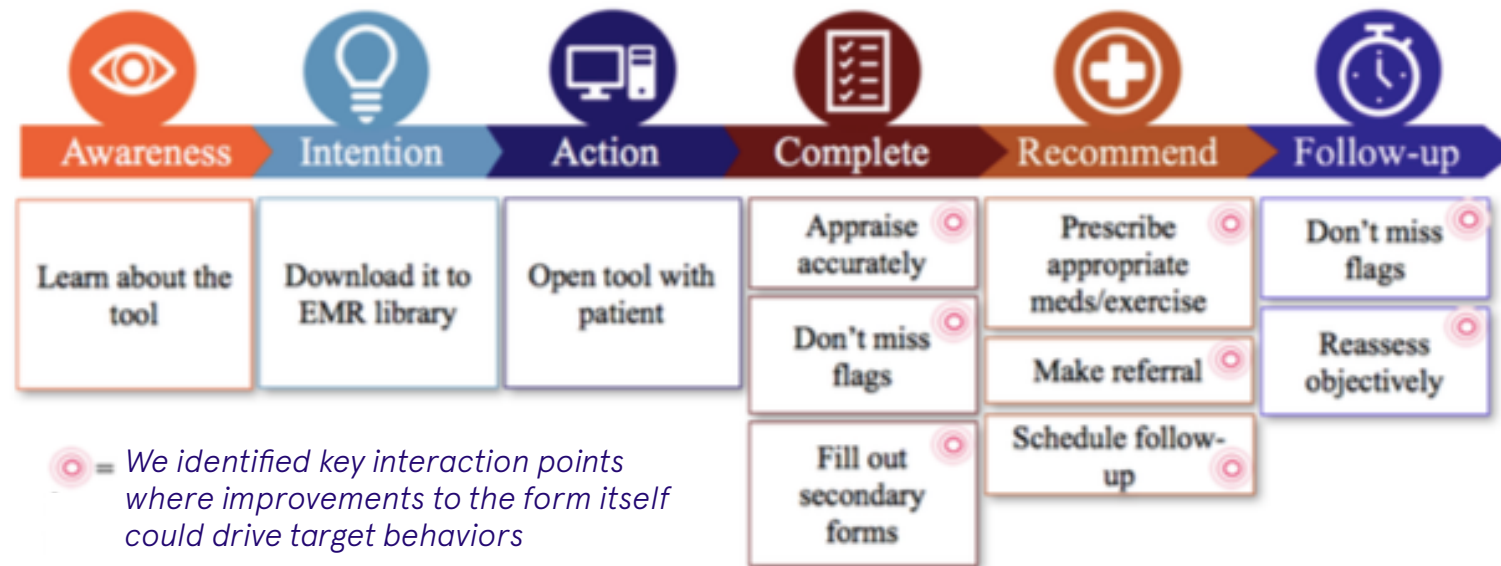 Awareness
Intention
Action
Complete
Recommend
Follow-up
Learn about the
tool
Download it to
EMR library
Open tool with
patient
Appraise
accurately
Don't miss
flags
Fill out
secondary
forms
Prescribe
appropriate
meds/exercise
Make referral
Schedule follow-
up
Don't miss
flags
Reassess
objectively
= We identified key interaction points
where improvements to the form itself
could drive target behaviors